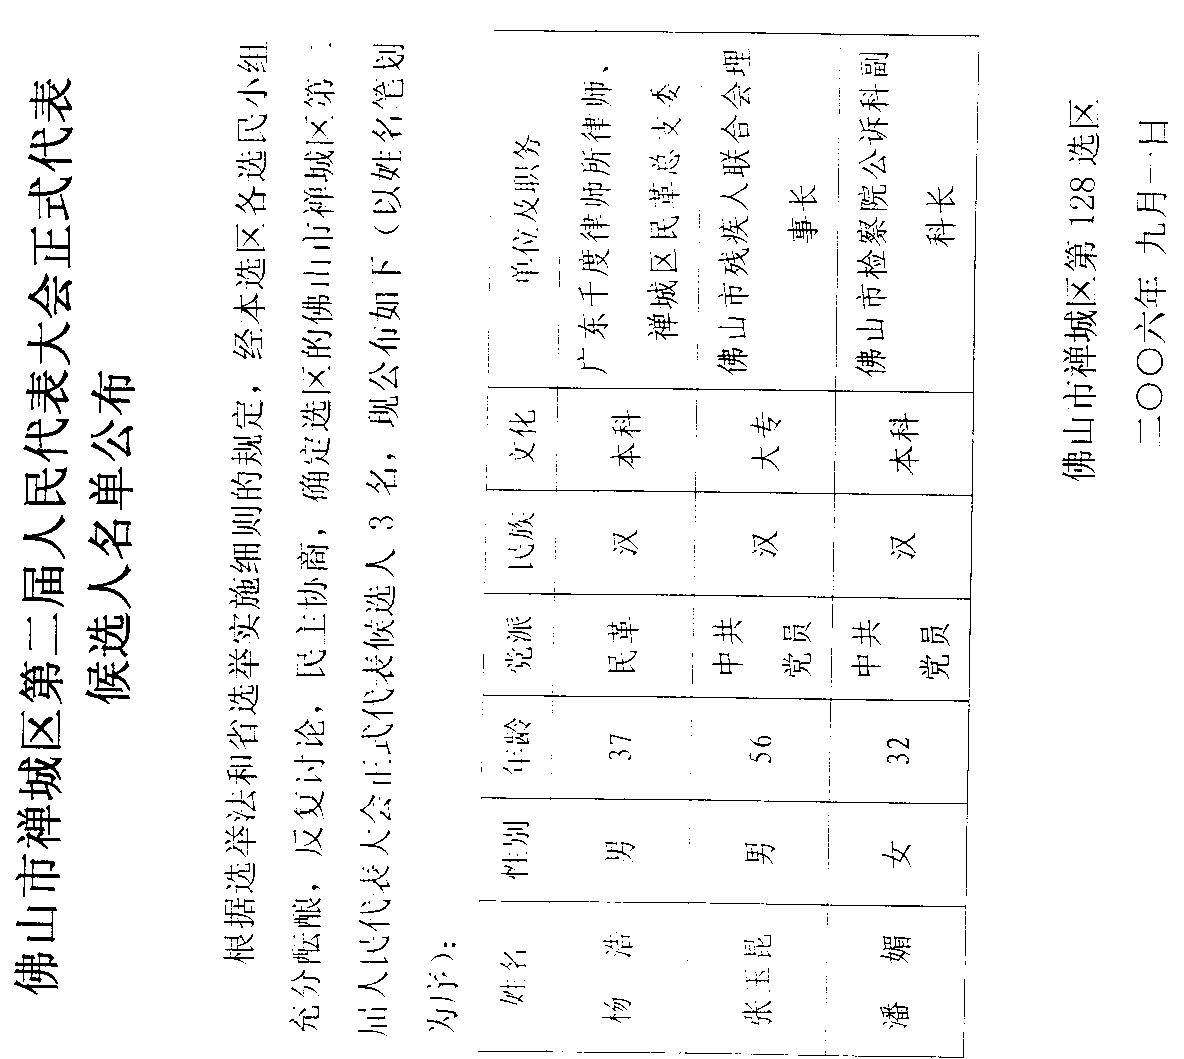 佛山市禅城区第二届人民代表大会正式代表
候选人名单公布
根据选举法和省选举实施细则的规定，经本选区各选民小组
充分酝酿，反复讨论，民主协商，确定选区的佛山市禅城区第二
届人民代表大会正式代表候选人 3 名，现公布如下（以姓名笔划
为序）：
姓名 性别 年龄 党派 民族 文化 单位及职务
杨 浩 男 37 民革 汉 本科 广东千度律师所律师、
禅城区民革总支委
张玉昆 男 56 中共 汉 大专 佛山市残疾人联合会理
党员 事长
潘 媚 女 32 中共 汉 本科 佛山市检察院公诉科副
党员 科长
佛山市禅城区第 128 选区
二〇〇六年 九月一日